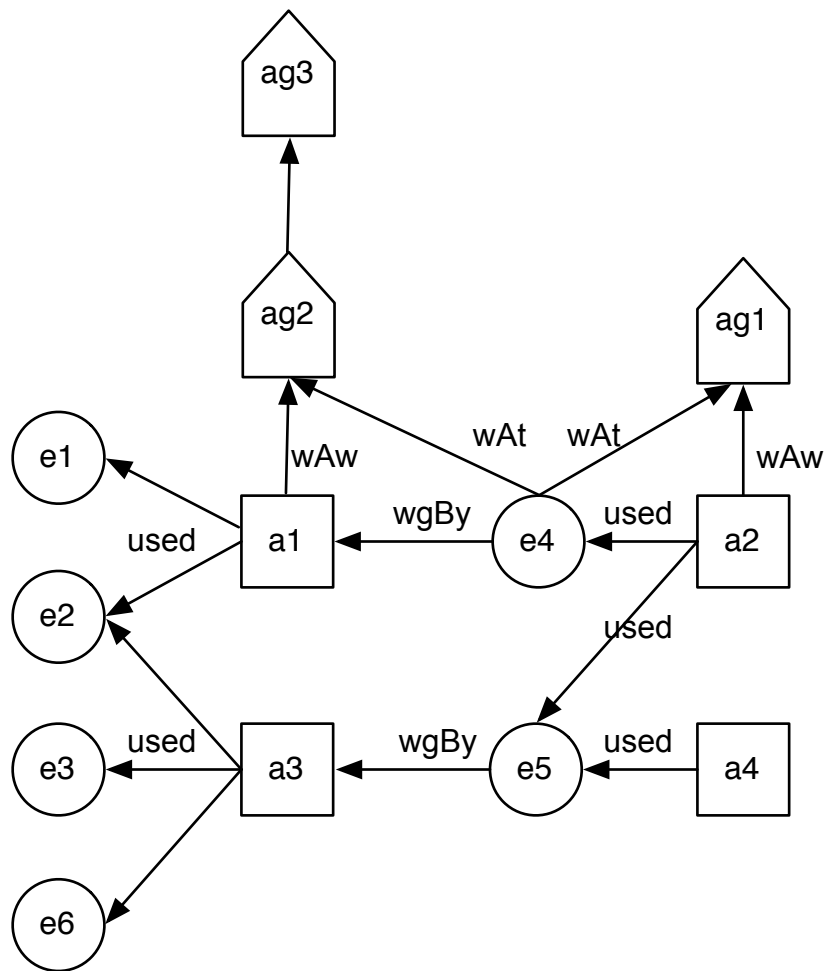 ag3
ag2
ag1
wAt wAt
e1
wAw
wAw
wgBy
used
used
a1
e4
a2
e2
used
used
wgBy
used
e3
a3
e5
a4
e6